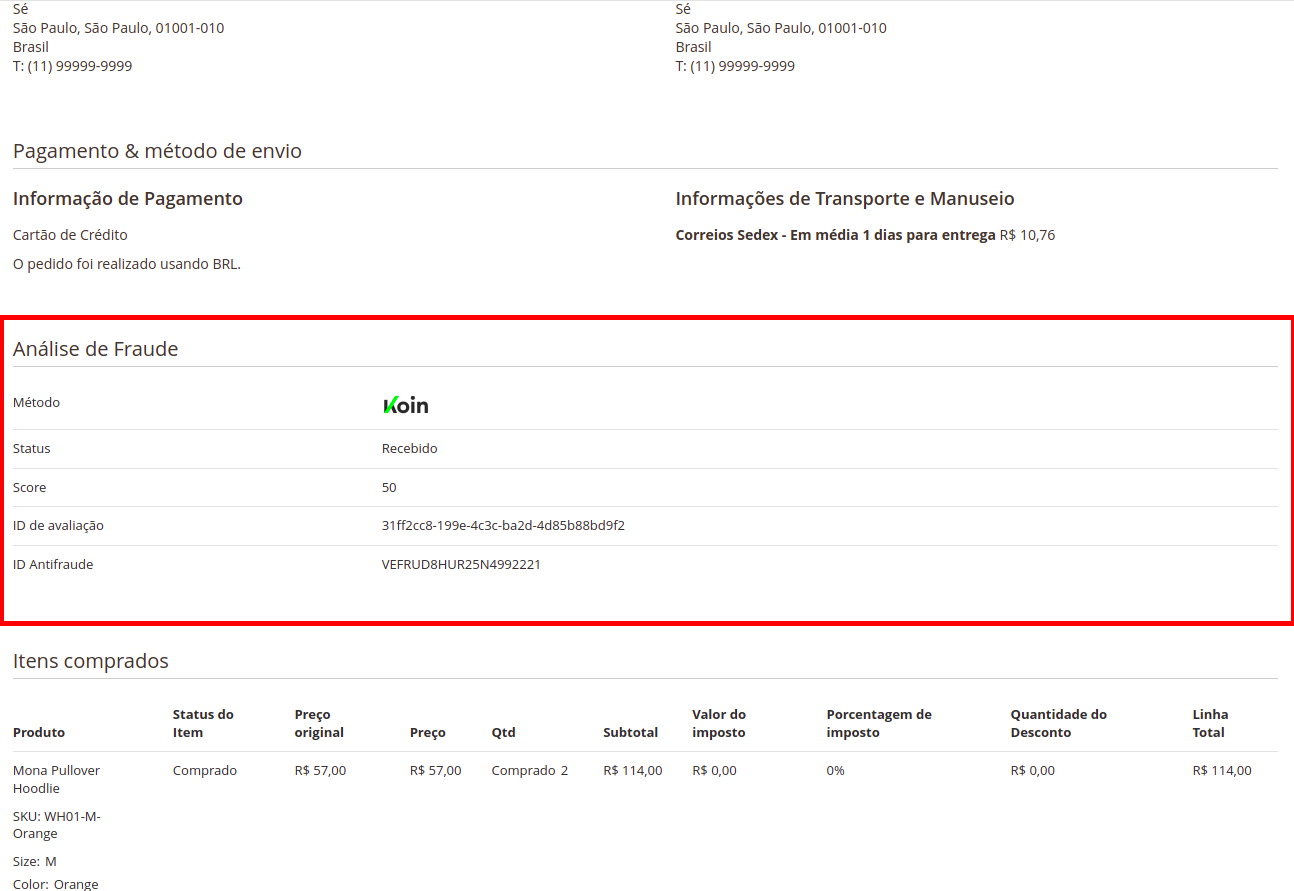 Sé
São Paulo, São Paulo, 01001-010
Brasil
T: (11) 99999-9999
Sé
São Paulo, São Paulo, 01001-010
Brasil
T: (11) 99999-9999
Pagamento & método de envio
Informação de Pagamento
Cartão de Crédito
O pedido foi realizado usando BRL.
Informações de Transporte e Manuseio
Correios Sedex - Em média 1 dias para entrega R$ 10,76
Análise de Fraude
Método Koin
Status Recebido
Score 50
ID de avaliação 31ff2cc8-199e-4c3c-ba2d-4d85b88bd9f2
ID Antifraude VEFRUD8HUR25N4992221
Itens comprados
Produto Status do Item Preço original Preço Qtd Subtotal Valor do imposto Porcentagem de imposto Quantidade do Desconto Linha Total
Mona Pullover Hoodlie Comprado R$ 57,00 R$ 57,00 Comprado 2 R$ 114,00 R$ 0,00 0% R$ 0,00 R$ 114,00
SKU: WH01-M-
Orange
Size: M
Color: Orange